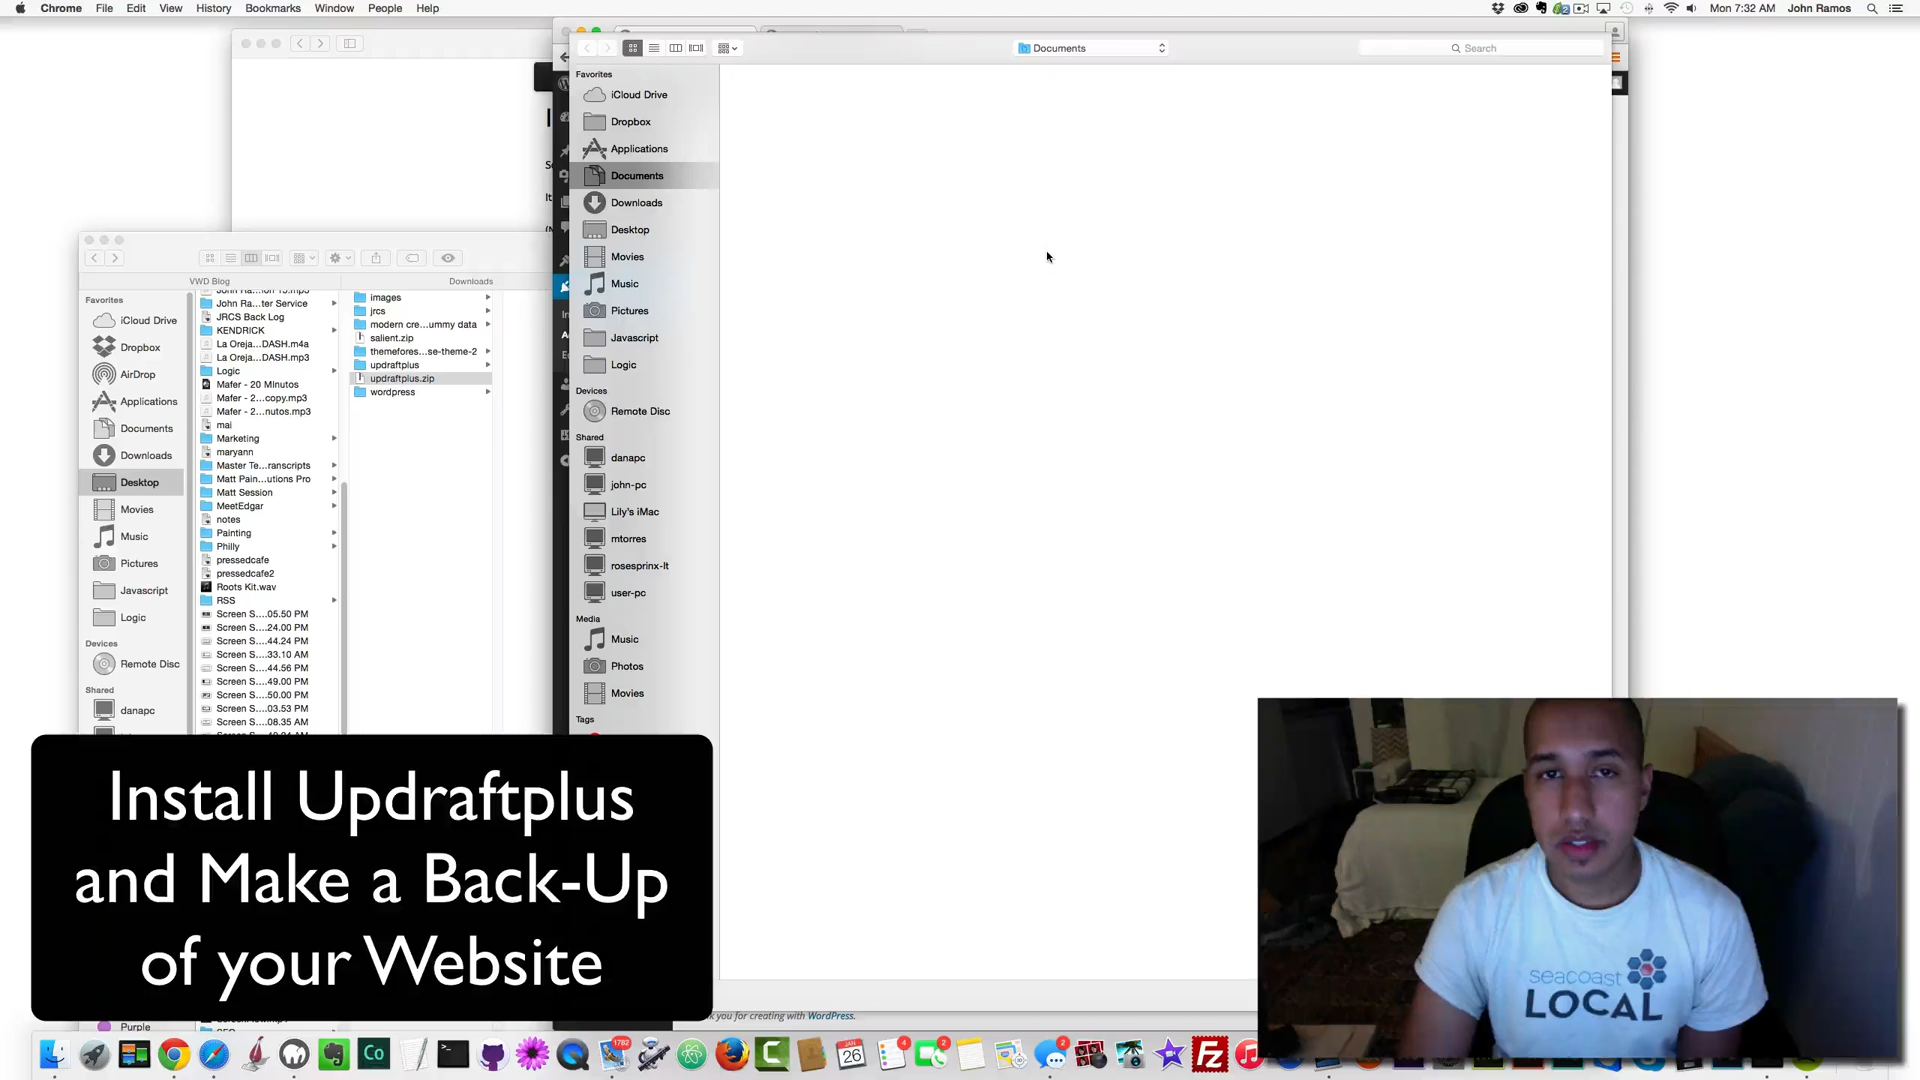 Chrome File Edit View History Bookmarks Window People Help
Mon 7:32 AM John Ramos
Documents
Search
Favorites
iCloud Drive
Dropbox
Applications
Documents
Downloads
Desktop
Movies
Music
Pictures
Javascript
Logic
Devices
Remote Disc
Shared
danapc
john-pc
Lily's iMac
mtorres
rosesprinx-lt
user-pc
Media
Music
Photos
Movies
Tags
VWD Blog
Downloads
Favorites
iCloud Drive
Dropbox
AirDrop
Applications
Documents
Downloads
Desktop
Movies
Music
Pictures
Javascript
Logic
Devices
Remote Disc
Shared
danapc
Purple
John Ra...ter Service
JRCS Back Log
KENDRICK
La Oreja...DASH.m4a
La Oreja...DASH.mp3
Logic
Mafer - 20 MInutos
Mafer - 2...copy.mp3
Mafer - 2...nutos.mp3
mai
Marketing
maryann
Master Te...ranscripts
Matt Pain...utions Pro
Matt Session
MeetEdgar
notes
Painting
Philly
pressedcafe
pressedcafe2
Roots Kit.wav
RSS
Screen S....05.50 PM
Screen S....24.00 PM
Screen S....44.24 PM
Screen S....33.10 AM
Screen S....44.56 PM
Screen S....49.00 PM
Screen S....50.00 PM
Screen S....03.53 PM
Screen S....08.35 AM
images
jrcs
modern cre...ummy data
salient.zip
themefores...se-theme-2
updraftplus
updraftplus.zip
wordpress
Install Updraftplus
and Make a Back-Up
of your Website
you for creating with WordPress.
seacoast
LOCAL